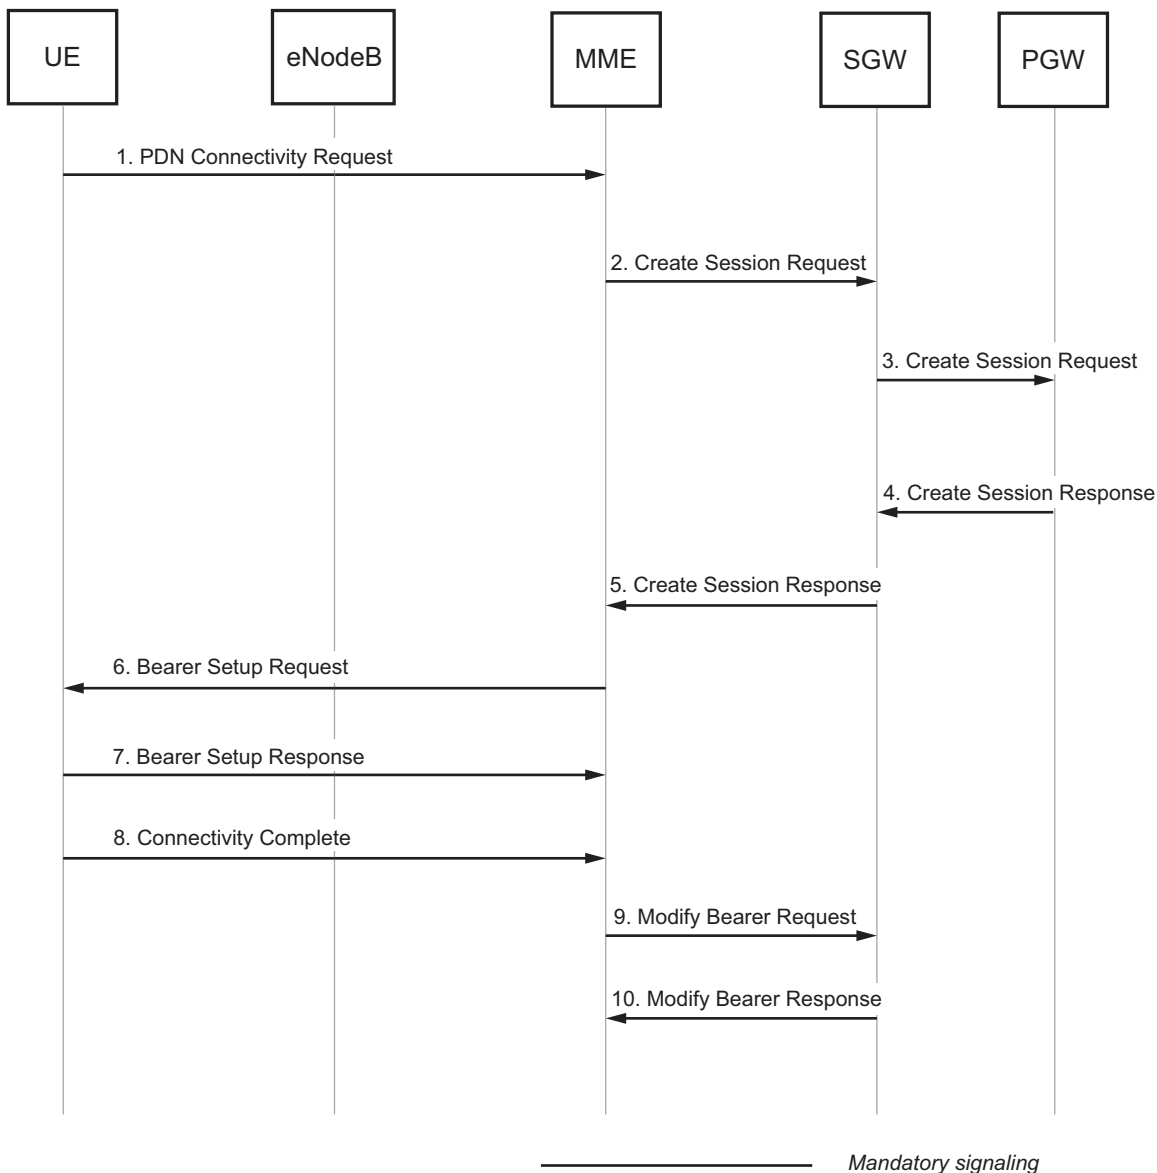 UE
eNodeB
MME
SGW
PGW
1. PDN Connectivity Request
2. Create Session Request
3. Create Session Request
4. Create Session Response
5. Create Session Response
6. Bearer Setup Request
7. Bearer Setup Response
8. Connectivity Complete
9. Modify Bearer Request
10. Modify Bearer Response
Mandatory signaling